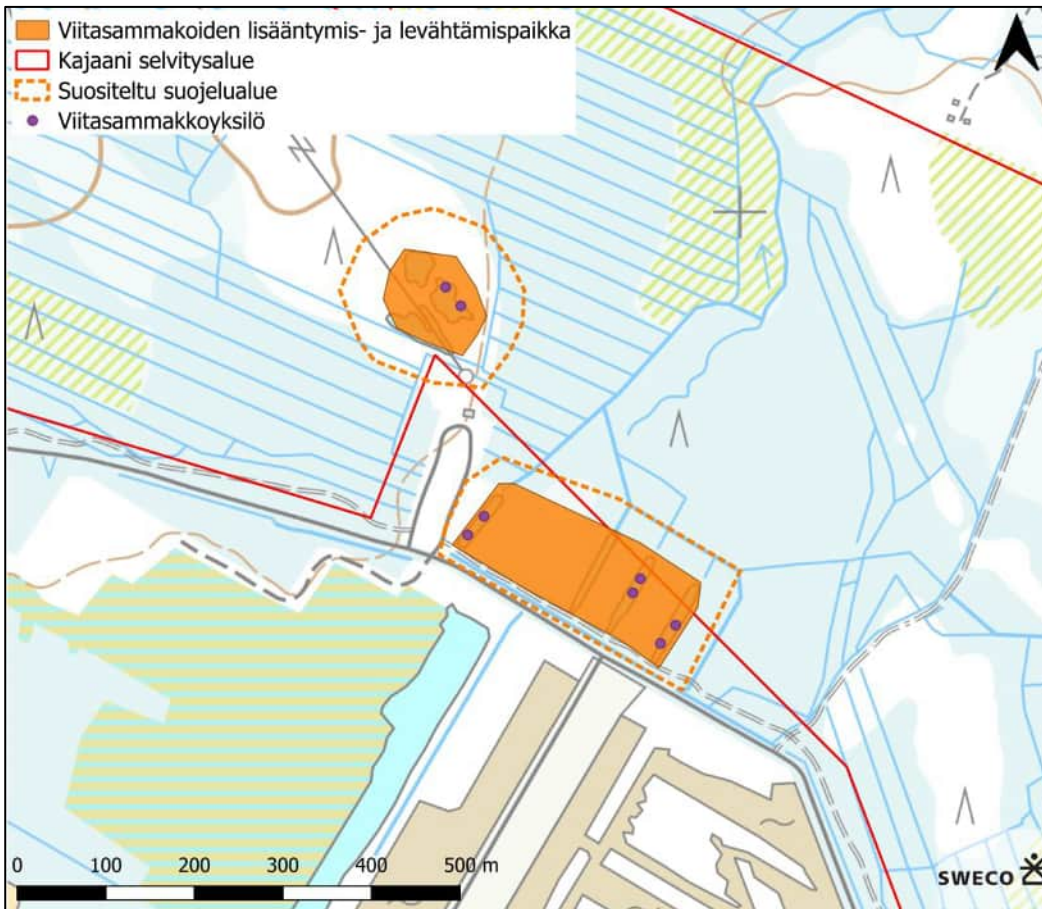 Viitasammakoiden lisääntymis- ja levähtämispaikka
Kajaani selvitysalue
Suositeltu suojelualue
Viitasammakkoyksilö
0 100 200 300 400 500 m
SWECO